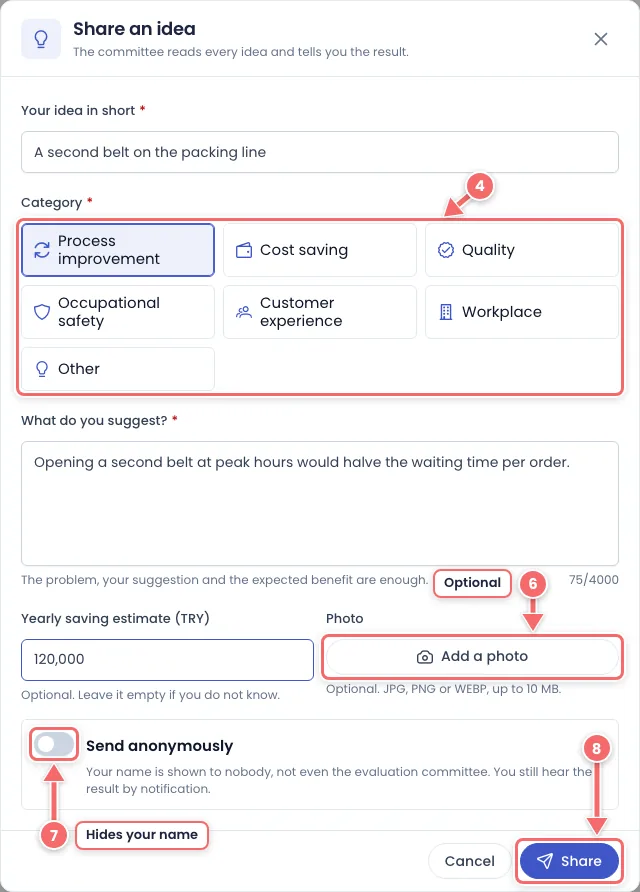 Share an idea
The committee reads every idea and tells you the result.
Your idea in short *
A second belt on the packing line
Category *
4
Process
improvement
Cost saving
Quality
Occupational
safety
Customer
experience
Workplace
Other
What do you suggest? *
Opening a second belt at peak hours would halve the waiting time per order.
The problem, your suggestion and the expected benefit are enough.
Optional
6
75/4000
Yearly saving estimate (TRY)
Photo
120,000
Add a photo
Optional. Leave it empty if you do not know.
Optional. JPG, PNG or WEBP, up to 10 MB.
Send anonymously
8
Your name is shown to nobody, not even the evaluation committee. You still hear the
result by notification.
7
Hides your name
Cancel
Share